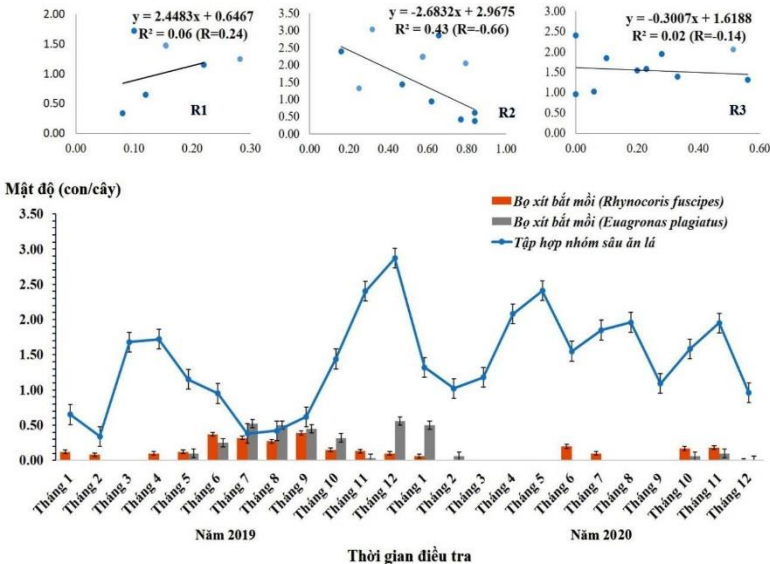 y = 2.4483x + 0.6467
R² = 0.06 (R=0.24)
2.00
1.50
1.00
0.50
0.00
0.00 0.10 0.20 0.30
R1
y = -2.6832x + 2.9675
R² = 0.43 (R=-0.66)
3.50
3.00
2.50
2.00
1.50
1.00
0.50
0.00
0.00 0.20 0.40 0.60 0.80 1.00
R2
y = -0.3007x + 1.6188
R² = 0.02 (R=-0.14)
3.00
2.50
2.00
1.50
1.00
0.50
0.00
0.00 0.20 0.40 0.60
R3
Mật độ (con/cây)
Bọ xít bắt mồi (Rhynocoris fuscipes)
Bọ xít bắt mồi (Euagronas plagiatus)
Tập hợp nhóm sâu ăn lá
3.50
3.00
2.50
2.00
1.50
1.00
0.50
0.00
Tháng 1 Tháng 2 Tháng 3 Tháng 4 Tháng 5 Tháng 6 Tháng 7 Tháng 8 Tháng 9 Tháng 10 Tháng 11 Tháng 12 Tháng 1 Tháng 2 Tháng 3 Tháng 4 Tháng 5 Tháng 6 Tháng 7 Tháng 8 Tháng 9 Tháng 10 Tháng 11 Tháng 12
Năm 2019 Năm 2020
Thời gian điều tra